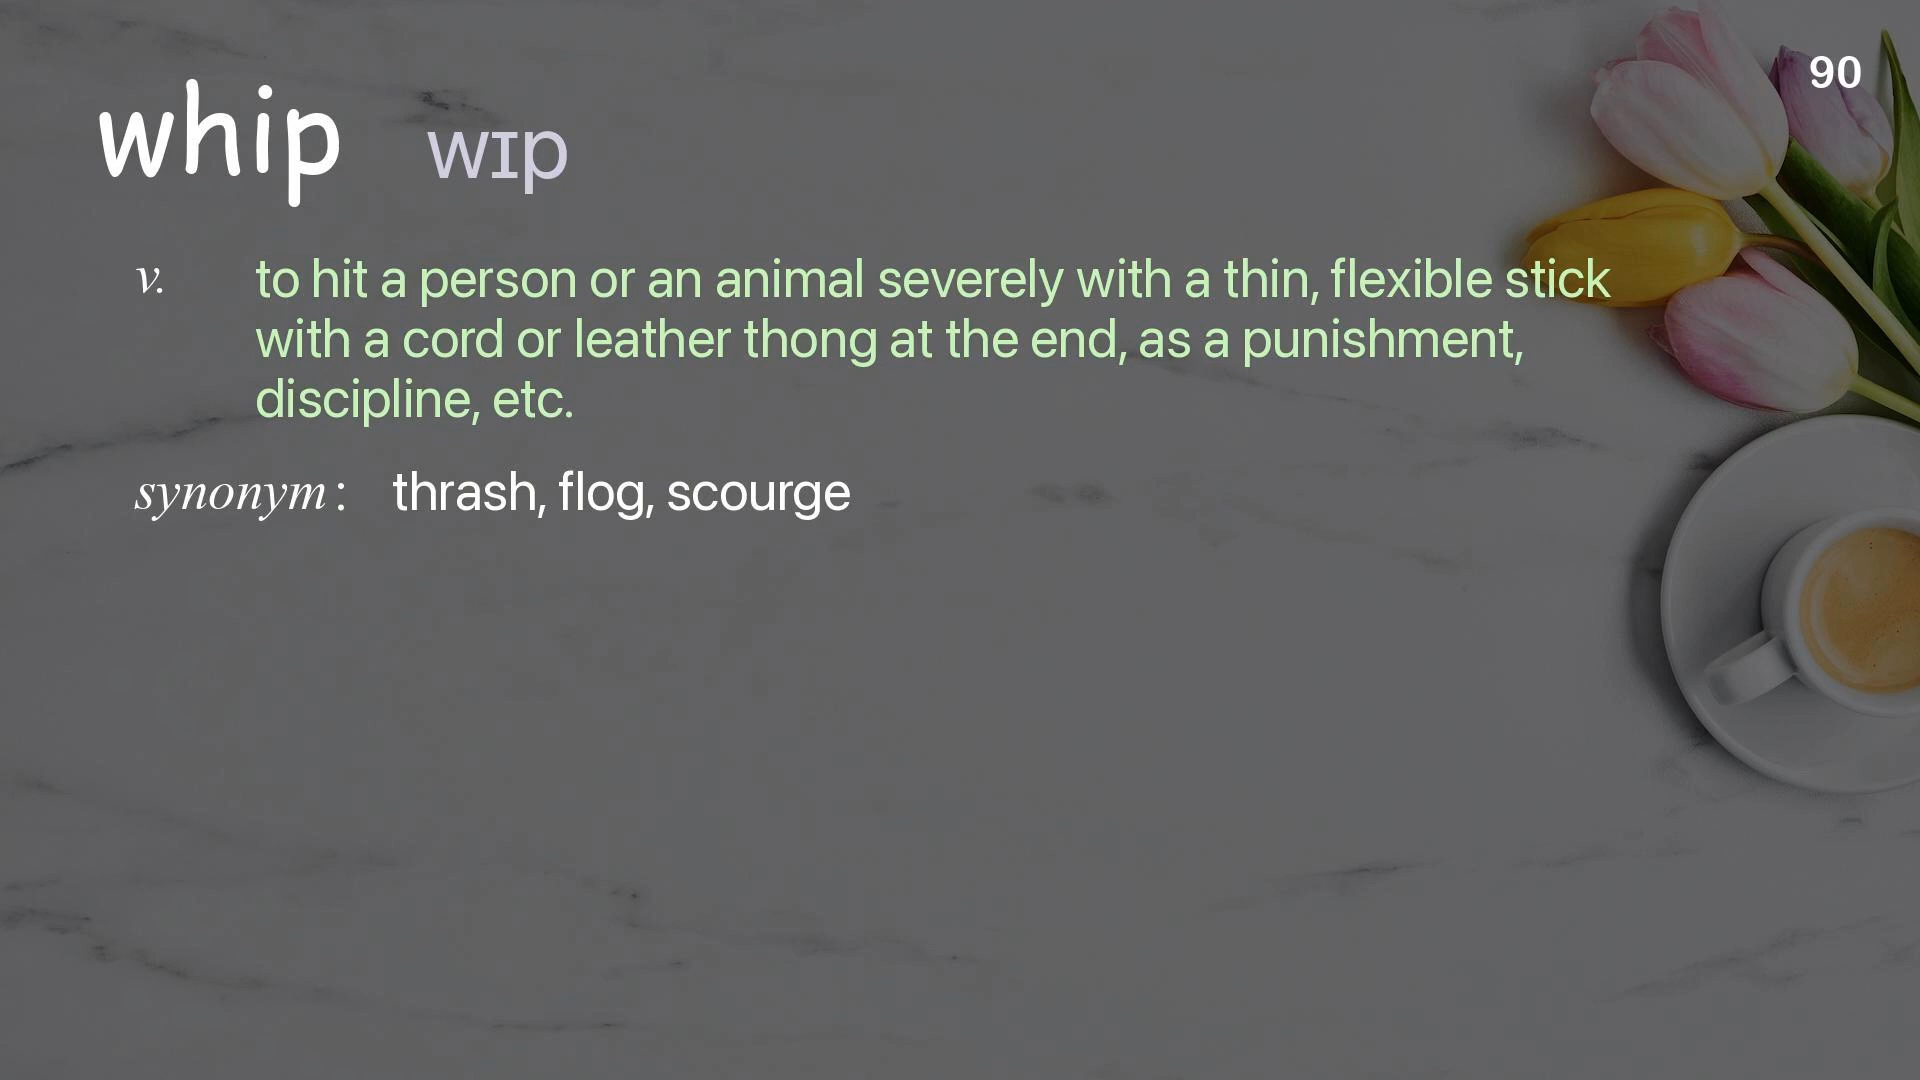 90
whip wɪp
v. to hit a person or an animal severely with a thin, flexible stick
with a cord or leather thong at the end, as a punishment,
discipline, etc.
synonym : thrash, flog, scourge